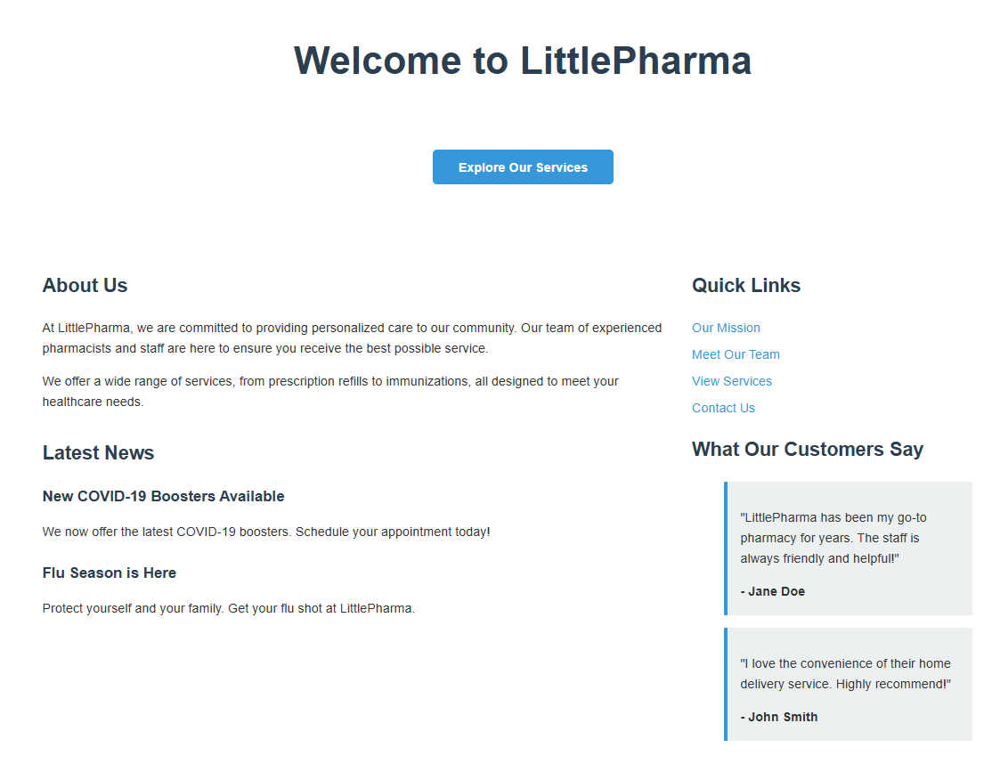 Welcome to LittlePharma
Explore Our Services
About Us
At LittlePharma, we are committed to providing personalized care to our community. Our team of experienced
pharmacists and staff are here to ensure you receive the best possible service.
We offer a wide range of services, from prescription refills to immunizations, all designed to meet your
healthcare needs.
Latest News
New COVID-19 Boosters Available
We now offer the latest COVID-19 boosters. Schedule your appointment today!
Flu Season is Here
Protect yourself and your family. Get your flu shot at LittlePharma.
Quick Links
Our Mission
Meet Our Team
View Services
Contact Us
What Our Customers Say
"LittlePharma has been my go-to
pharmacy for years. The staff is
always friendly and helpful!"
- Jane Doe
"I love the convenience of their home
delivery service. Highly recommend!"
- John Smith